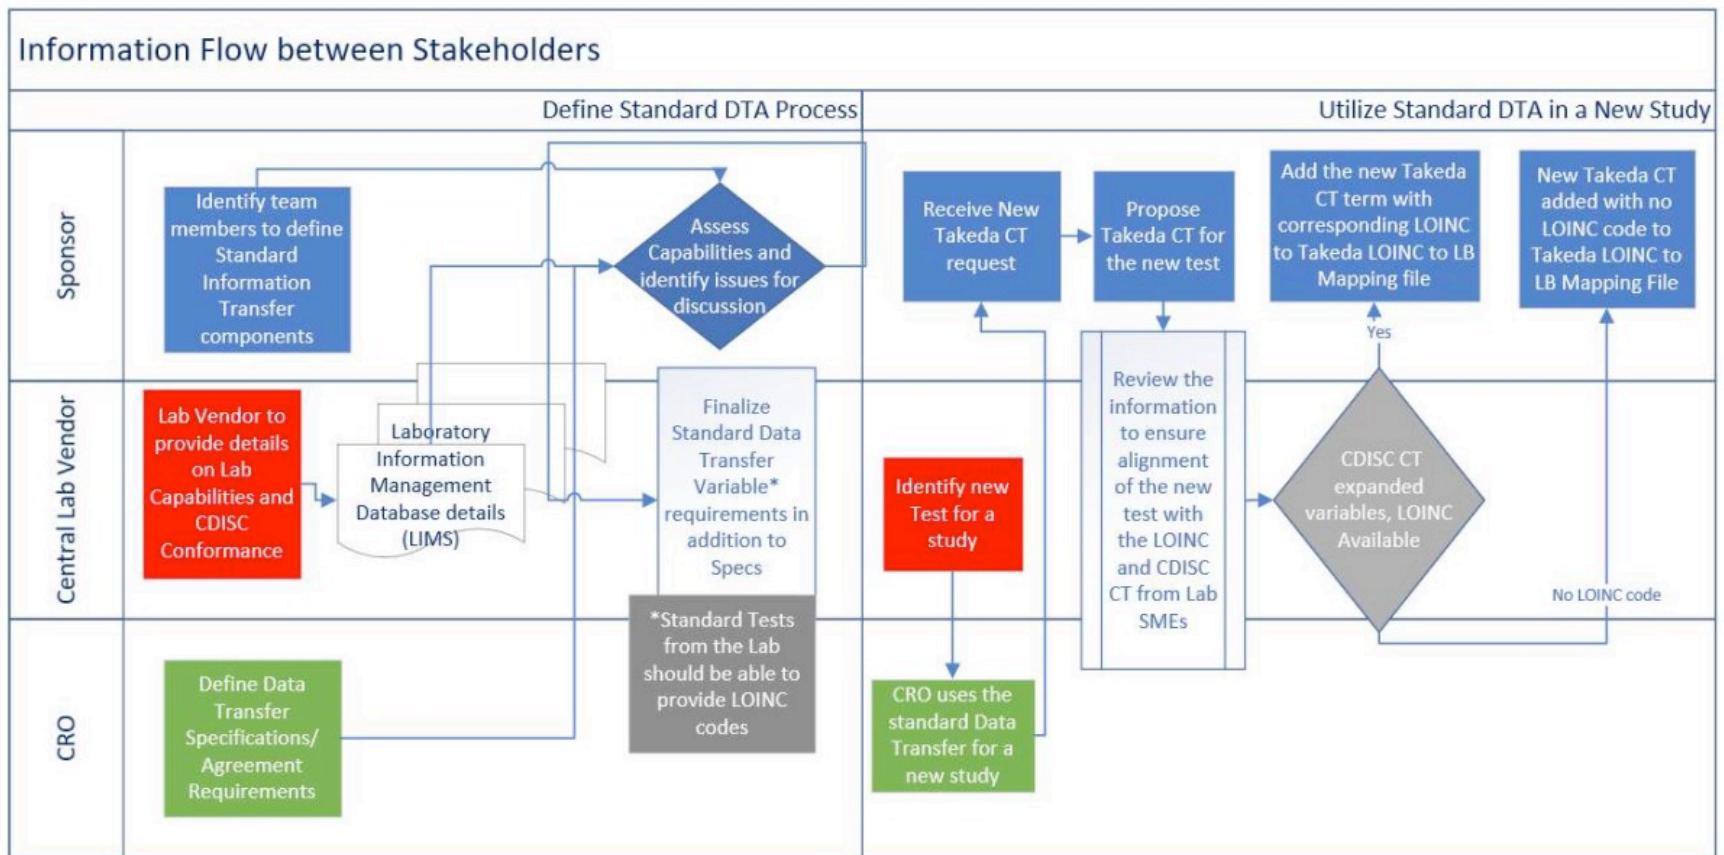 Information Flow between Stakeholders
Define Standard DTA Process
Utilize Standard DTA in a New Study
Sponsor
Identify team
members to define
Standard
Information
Transfer
components
Assess
Capabilities and
identify issues for
discussion
Receive New
Takeda CT
request
Propose
Takeda CT for
the new test
Add the new Takeda
CT term with
corresponding LOINC
to Takeda LOINC to LB
Mapping file
New Takeda CT
added with no
LOINC code to
Takeda LOINC to
LB Mapping File
Yes
Central Lab Vendor
Lab Vendor to
provide details
on Lab
Capabilities and
CDISC
Conformance
Laboratory
Information
Management
Database details
(LIMS)
Finalize
Standard Data
Transfer
Variable*
requirements in
addition to
Specs
Identify new
Test for a
study
Review the
information
to ensure
alignment
of the new
test with
the LOINC
and CDISC
CT from Lab
SMEs
CDISC CT
expanded
variables, LOINC
Available
No LOINC code
CRO
Define Data
Transfer
Specifications/
Agreement
Requirements
*Standard Tests
from the Lab
should be able to
provide LOINC
codes
CRO uses the
standard Data
Transfer for a
new study